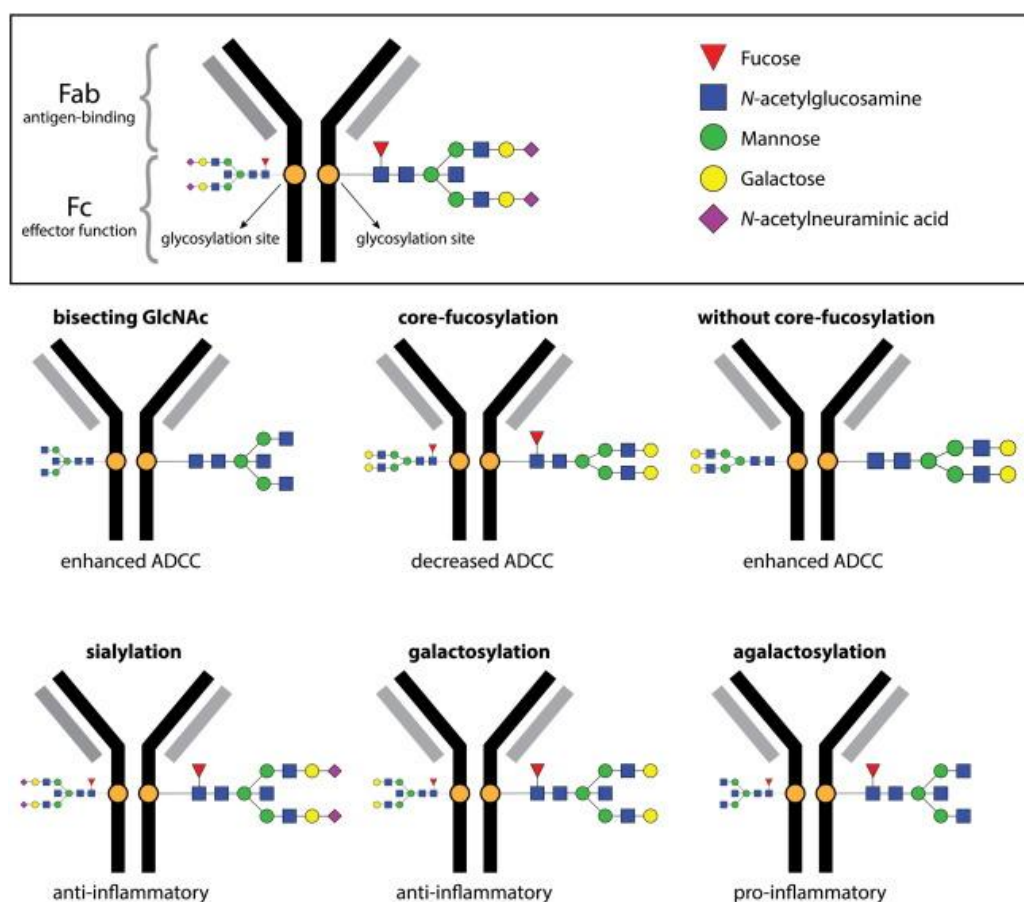 Fab
antigen-binding
Fc
effector function
glycosylation site
glycosylation site
Fucose
N-acetylglucosamine
Mannose
Galactose
N-acetylneuraminic acid
bisecting GlcNAc
core-fucosylation
without core-fucosylation
enhanced ADCC
decreased ADCC
enhanced ADCC
sialylation
galactosylation
agalactosylation
anti-inflammatory
anti-inflammatory
pro-inflammatory